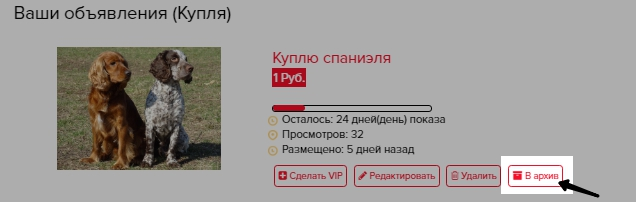 Ваши объявления (Купля)
Куплю спаниэля
1 Руб.
Осталось: 24 дней(день) показа
Просмотров: 32
Размещено: 5 дней назад
Сделать VIP Редактировать Удалить В архив